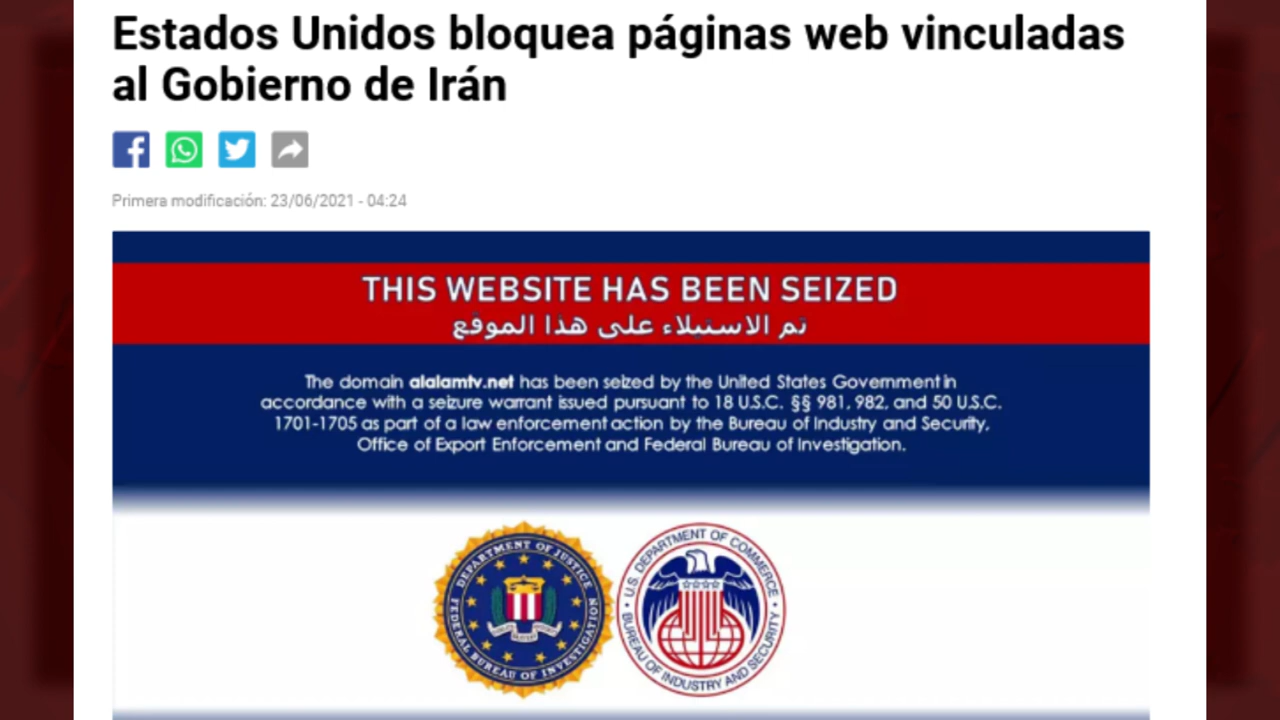 Estados Unidos bloquea páginas web vinculadas
al Gobierno de Irán
Primera modificación: 23/06/2021 - 04:24
THIS WEBSITE HAS BEEN SEIZED
تم الاستيلاء على هذا الموقع
The domain alalamtv.net has been seized by the United States Government in
accordance with a seizure warrant issued pursuant to 18 U.S.C. §§ 981, 982, and 50 U.S.C.
1701-1705 as part of a law enforcement action by the Bureau of Industry and Security,
Office of Export Enforcement and Federal Bureau of Investigation.
DEPARTMENT OF JUSTICE
FEDERAL BUREAU OF INVESTIGATION
U.S. DEPARTMENT OF COMMERCE
BUREAU OF INDUSTRY AND SECURITY